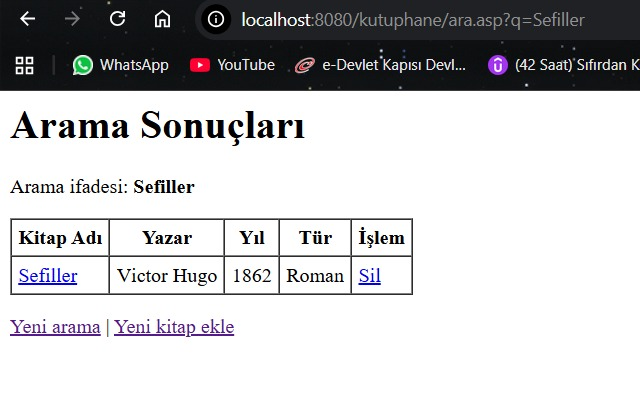 localhost:8080/kutuphane/ara.asp?q=Sefiller
WhatsApp YouTube e-Devlet Kapısı Devl... (42 Saat) Sıfırdan K
Arama Sonuçları
Arama ifadesi: Sefiller
Kitap Adı Yazar Yıl Tür İşlem
Sefiller Victor Hugo 1862 Roman Sil
Yeni arama | Yeni kitap ekle